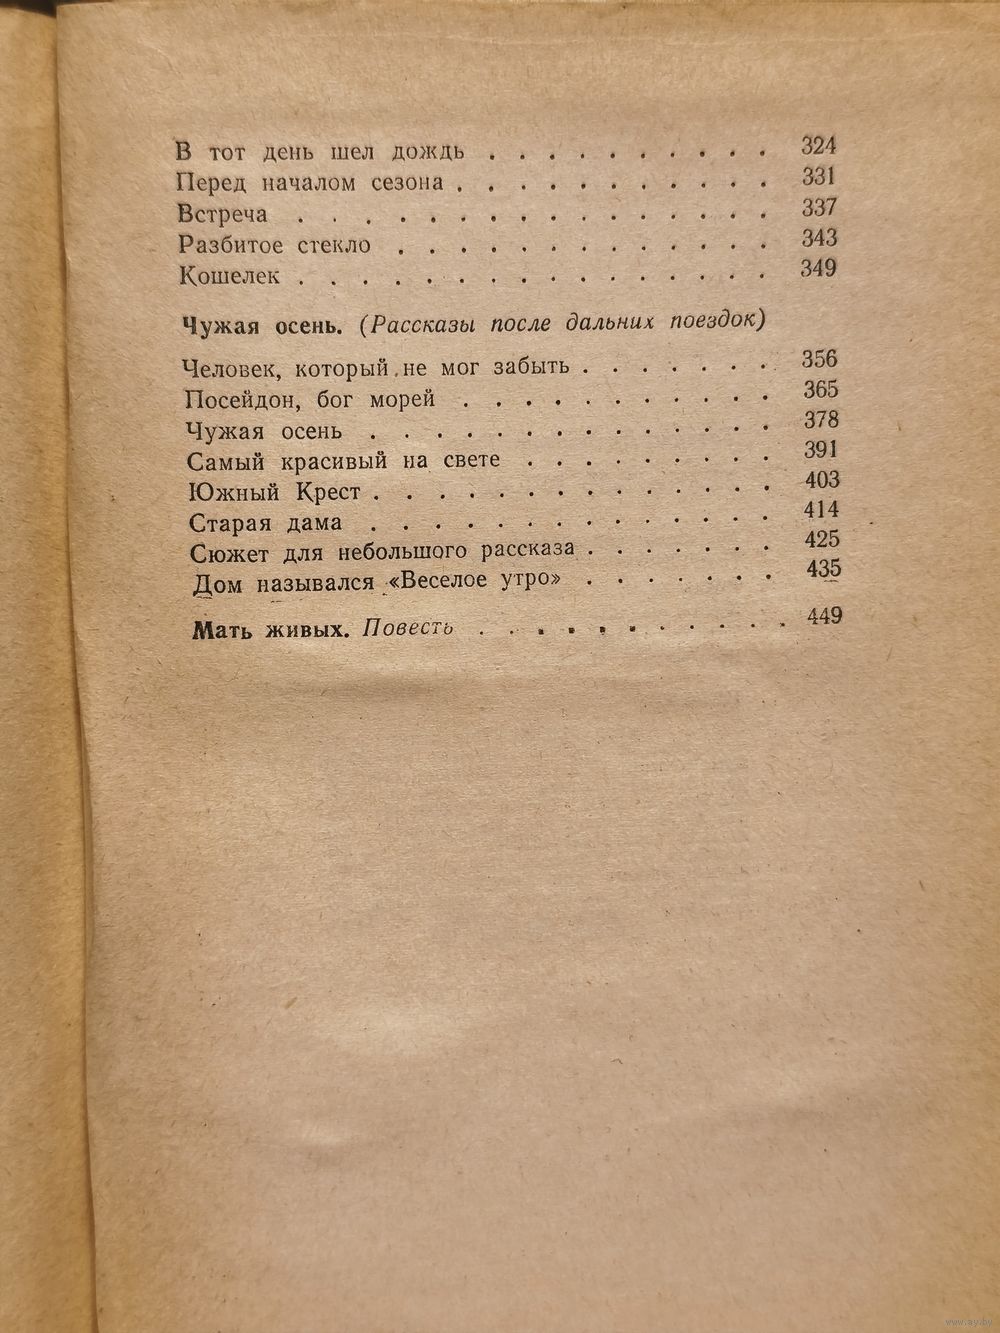 В тот день шел дождь . . . . . . . . . . 324
Перед началом сезона . . . . . . . . . . . 331
Встреча . . . . . . . . . . . . . . . 337
Разбитое стекло . . . . . . . . . . . . . 343
Кошелек . . . . . . . . . . . . . . . . 349
Чужая осень. (Рассказы после дальних поездок)
Человек, который не мог забыть . . . . . . . 356
Посейдон, бог морей . . . . . . . . . . . 365
Чужая осень . . . . . . . . . . . . . . 378
Самый красивый на свете . . . . . . . . . 391
Южный Крест . . . . . . . . . . . . . . 403
Старая дама . . . . . . . . . . . . . . 414
Сюжет для небольшого рассказа . . . . . . . 425
Дом назывался «Веселое утро» . . . . . . . 435
Мать живых. Повесть . . . . . . . . . . . 449
www.ay.by